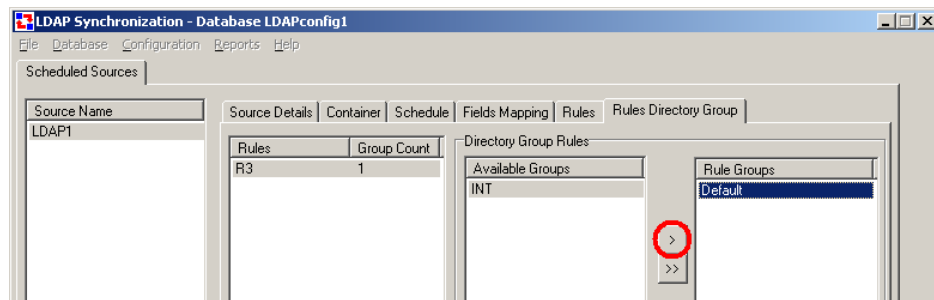 LDAP Synchronization - Database LDAPconfig1
File Database Configuration Reports Help
Scheduled Sources
Source Name
LDAP1
Source Details Container Schedule Fields Mapping Rules Rules Directory Group
Rules Group Count
R3 1
Directory Group Rules
Available Groups
INT
>
>>
Rule Groups
Default